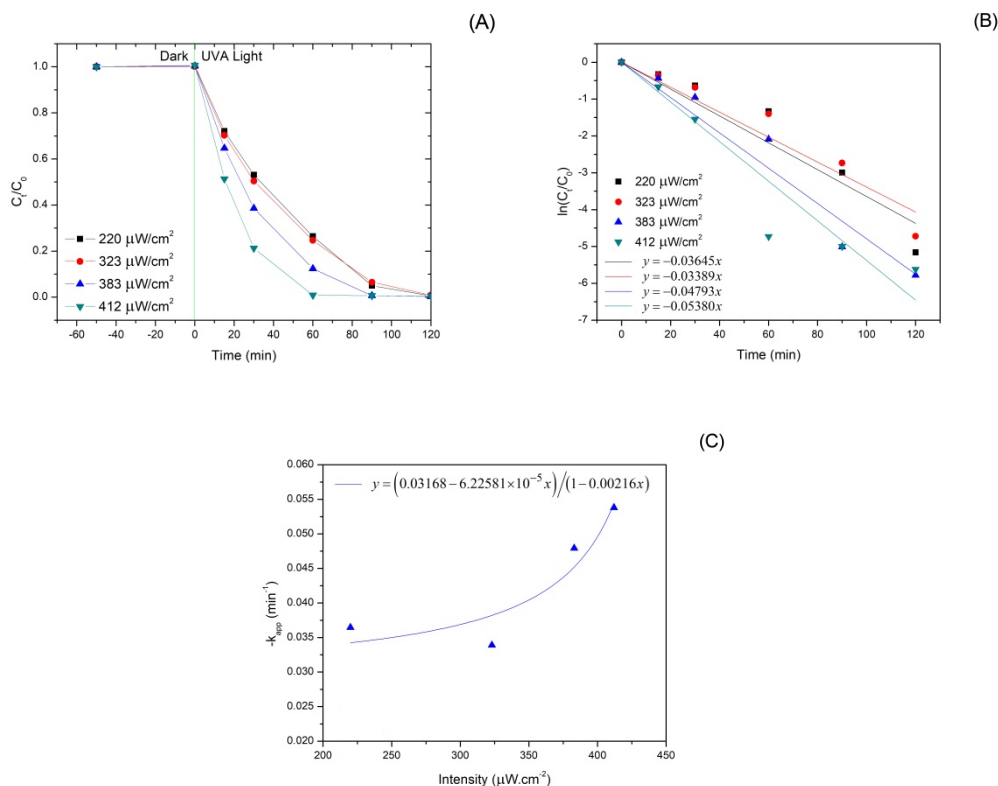 (A)
Dark UVA Light
1.0
0.8
0.6
0.4
0.2
0.0
Cₜ/C₀
220 μW/cm²
323 μW/cm²
383 μW/cm²
412 μW/cm²
-60 -40 -20 0 20 40 60 80 100 120
Time (min)
(B)
0
-1
-2
-3
-4
-5
-6
-7
ln(Cₜ/C₀)
220 μW/cm²
323 μW/cm²
383 μW/cm²
412 μW/cm²
y = −0.03645x
y = −0.03389x
y = −0.04793x
y = −0.05380x
0 20 40 60 80 100 120
Time (min)
(C)
0.060
0.055
0.050
0.045
0.040
0.035
0.030
0.025
0.020
-kₐₚₚ (min⁻¹)
y = (0.03168 − 6.22581×10⁻⁵ x)/(1 − 0.00216x)
200 250 300 350 400 450
Intensity (μW.cm⁻²)